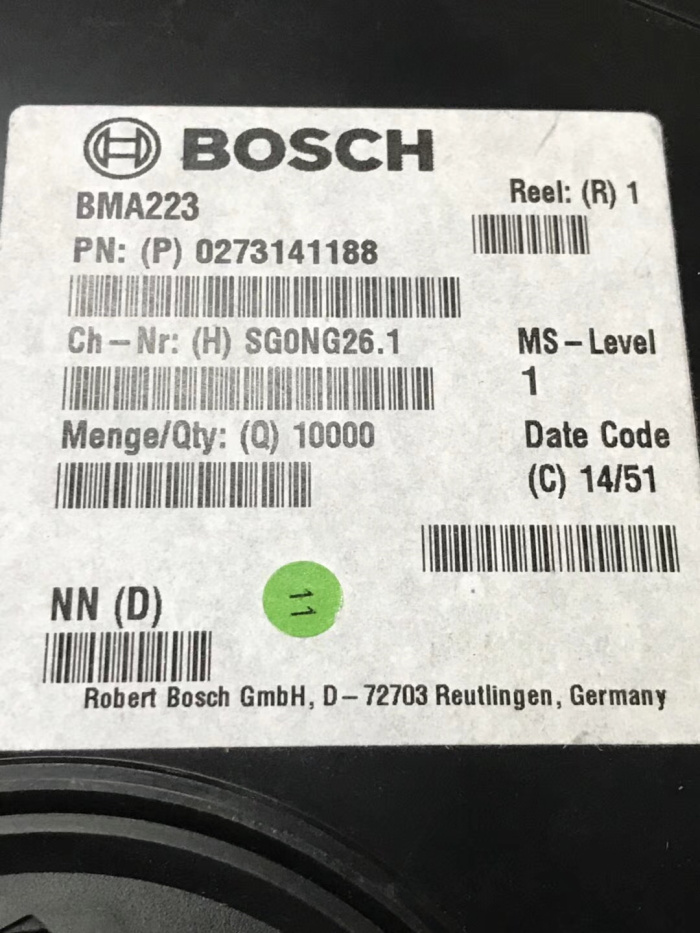 BOSCH
BMA223
Reel: (R) 1
PN: (P) 0273141188
Ch-Nr: (H) SG0NG26.1
MS-Level
1
Menge/Qty: (Q) 10000
Date Code
(C) 14/51
NN (D)
11
Robert Bosch GmbH, D-72703 Reutlingen, Germany